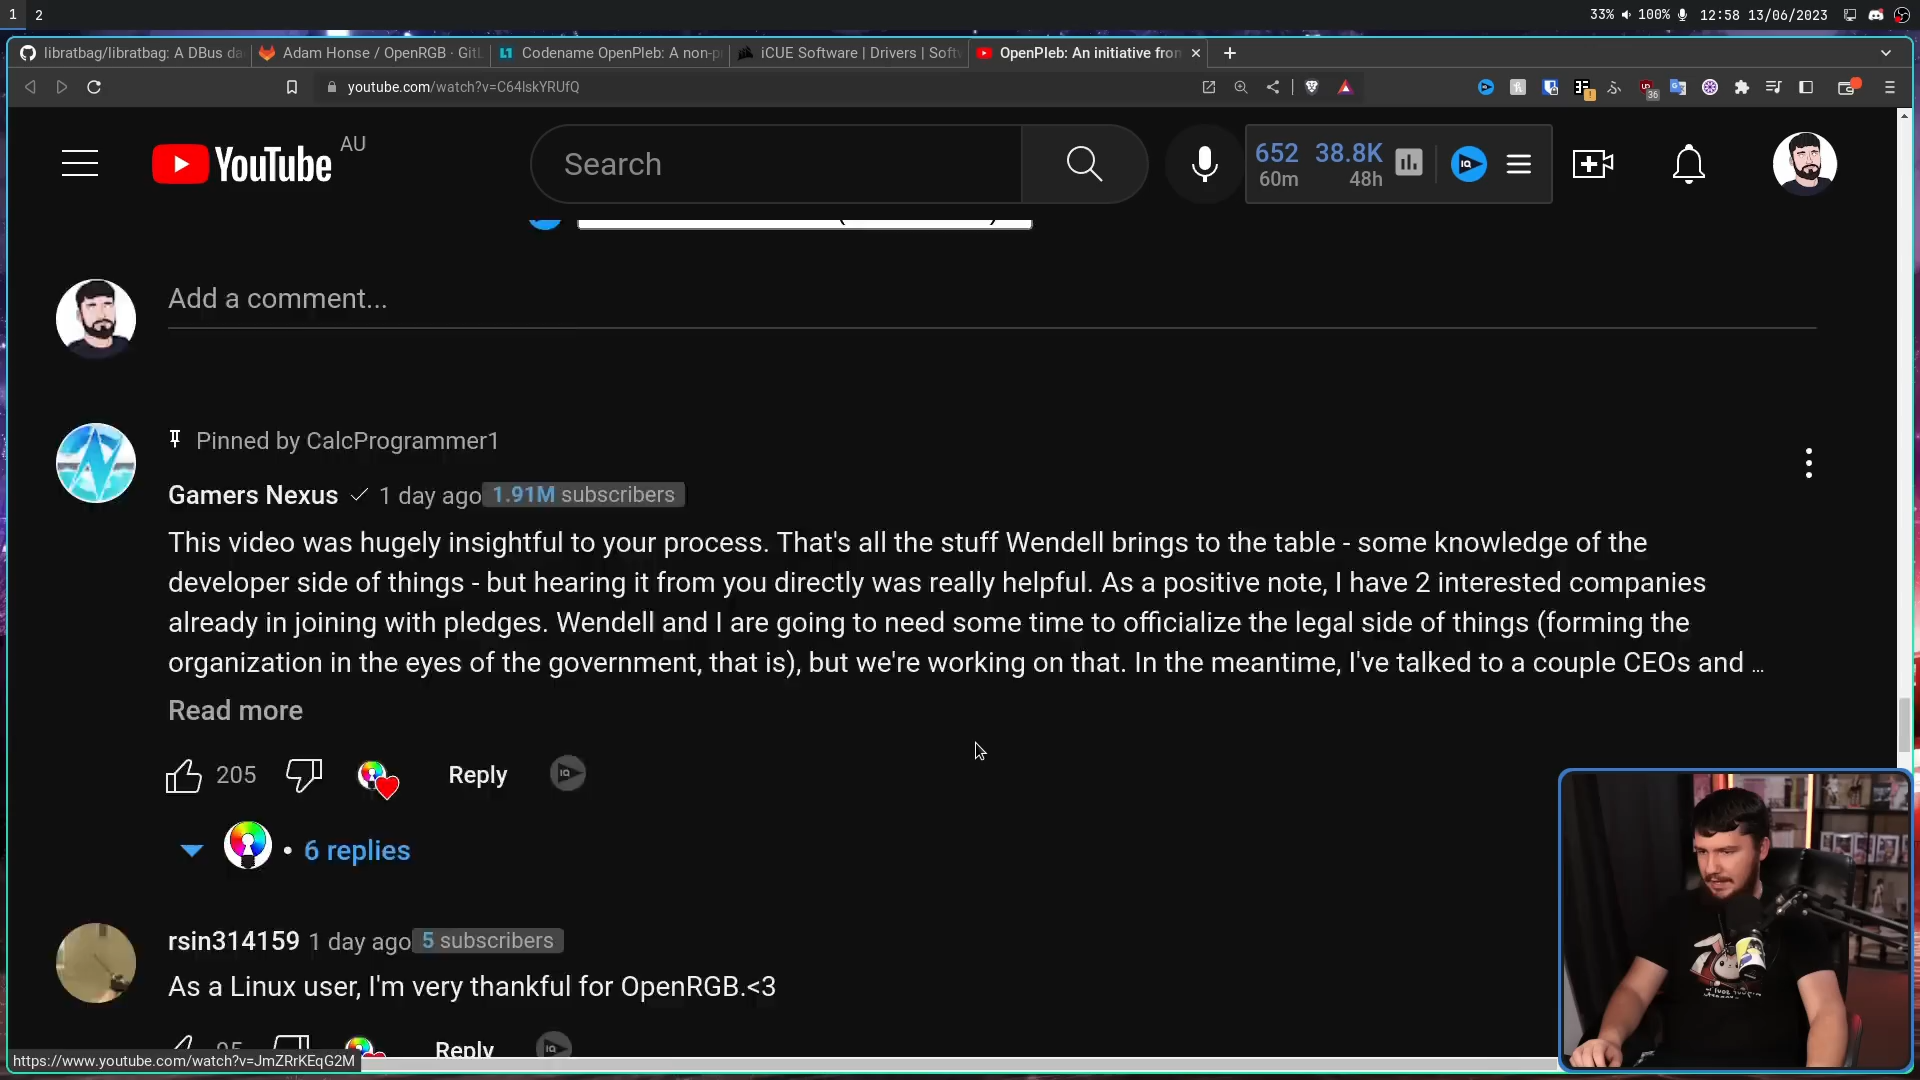 1 2 33% 100% 12:58 13/06/2023
libratbag/libratbag: A DBus da Adam Honse / OpenRGB · GitL Codename OpenPleb: A non-p iCUE Software | Drivers | Soft OpenPleb: An initiative from
youtube.com/watch?v=C64lskYRUfQ
36
YouTube AU
Search
652 38.8K
60m 48h
IQ
Add a comment...
Pinned by CalcProgrammer1
Gamers Nexus 1 day ago 1.91M subscribers
This video was hugely insightful to your process. That's all the stuff Wendell brings to the table - some knowledge of the
developer side of things - but hearing it from you directly was really helpful. As a positive note, I have 2 interested companies
already in joining with pledges. Wendell and I are going to need some time to officialize the legal side of things (forming the
organization in the eyes of the government, that is), but we're working on that. In the meantime, I've talked to a couple CEOs and ...
Read more
205 Reply IQ
• 6 replies
rsin314159 1 day ago 5 subscribers
As a Linux user, I'm very thankful for OpenRGB.<3
95 Reply IQ
https://www.youtube.com/watch?v=JmZRrKEqG2M